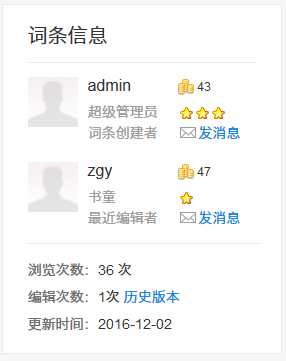 词条信息
admin 43
超级管理员
词条创建者 发消息
zgy 47
书童
最近编辑者 发消息
浏览次数：36 次
编辑次数：1次 历史版本
更新时间：2016-12-02